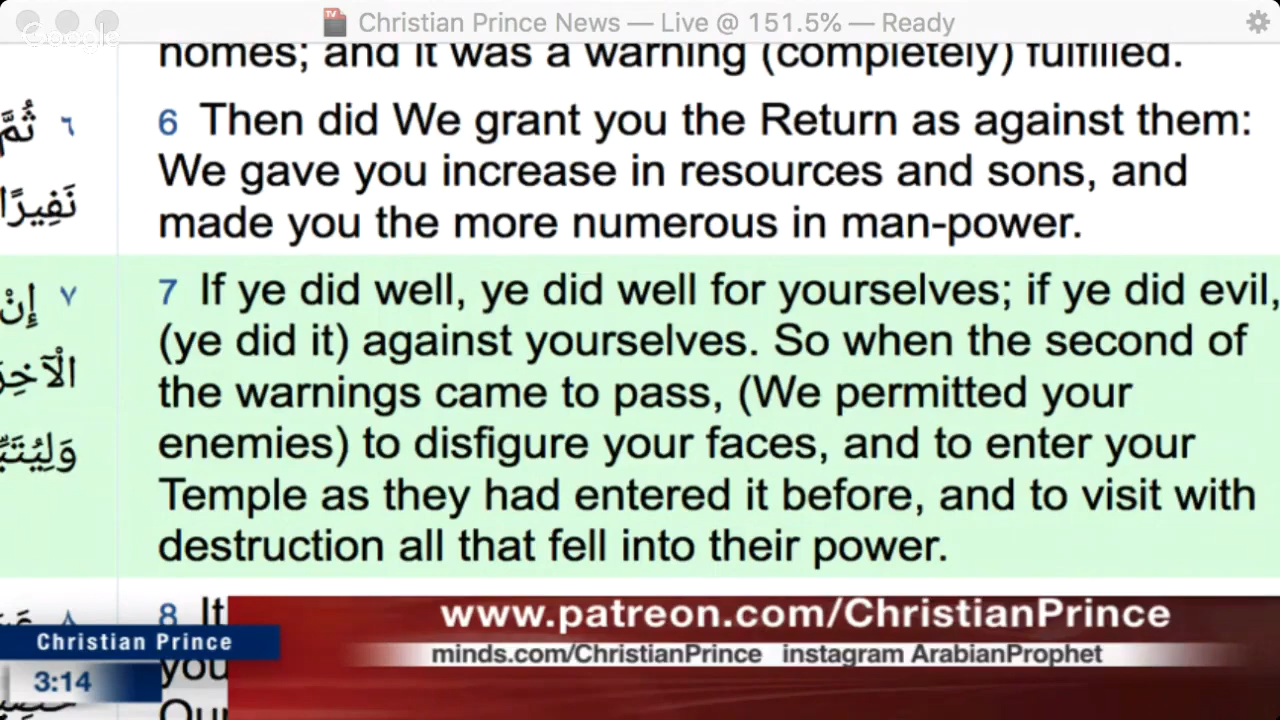 Christian Prince News — Live @ 151.5% — Ready
Google
homes; and it was a warning (completely) fulfilled.
ثُمَّ ٦
6 Then did We grant you the Return as against them:
We gave you increase in resources and sons, and
نَفِيرًا
made you the more numerous in man-power.
إِنْ ٧
7 If ye did well, ye did well for yourselves; if ye did evil,
(ye did it) against yourselves. So when the second of
the warnings came to pass, (We permitted your
enemies) to disfigure your faces, and to enter your
Temple as they had entered it before, and to visit with
destruction all that fell into their power.
٨
8 It
you
Our
www.patreon.com/ChristianPrince
minds.com/ChristianPrince instagram ArabianProphet
Christian Prince
3:14